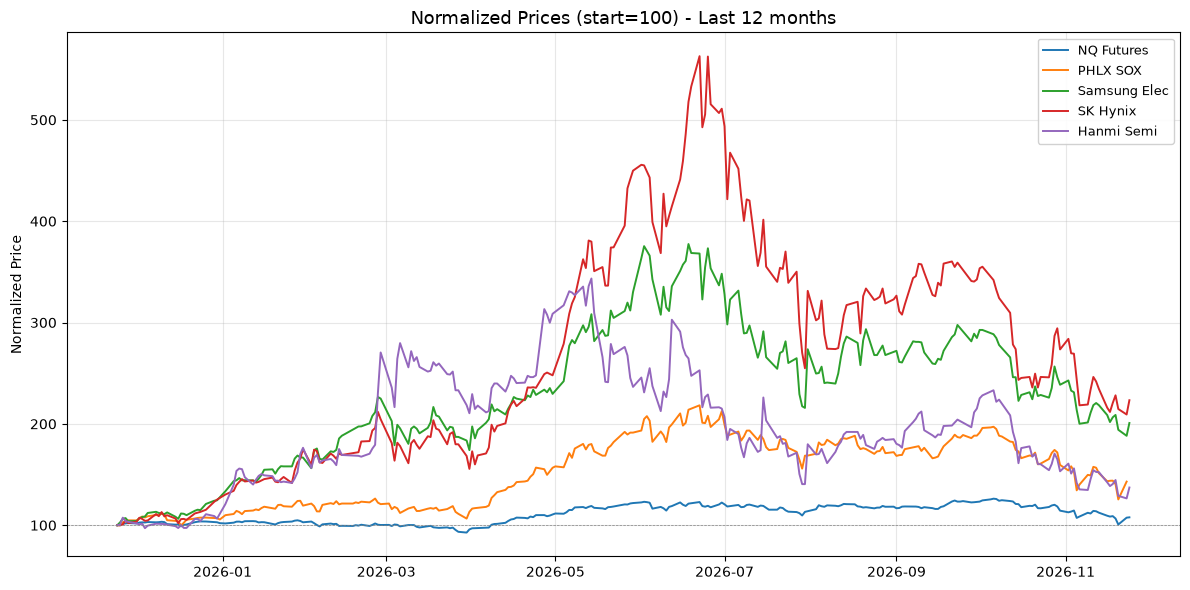 Normalized Prices (start=100) - Last 12 months
NQ Futures
PHLX SOX
Samsung Elec
SK Hynix
Hanmi Semi
Normalized Price
500
400
300
200
100
2026-01
2026-03
2026-05
2026-07
2026-09
2026-11